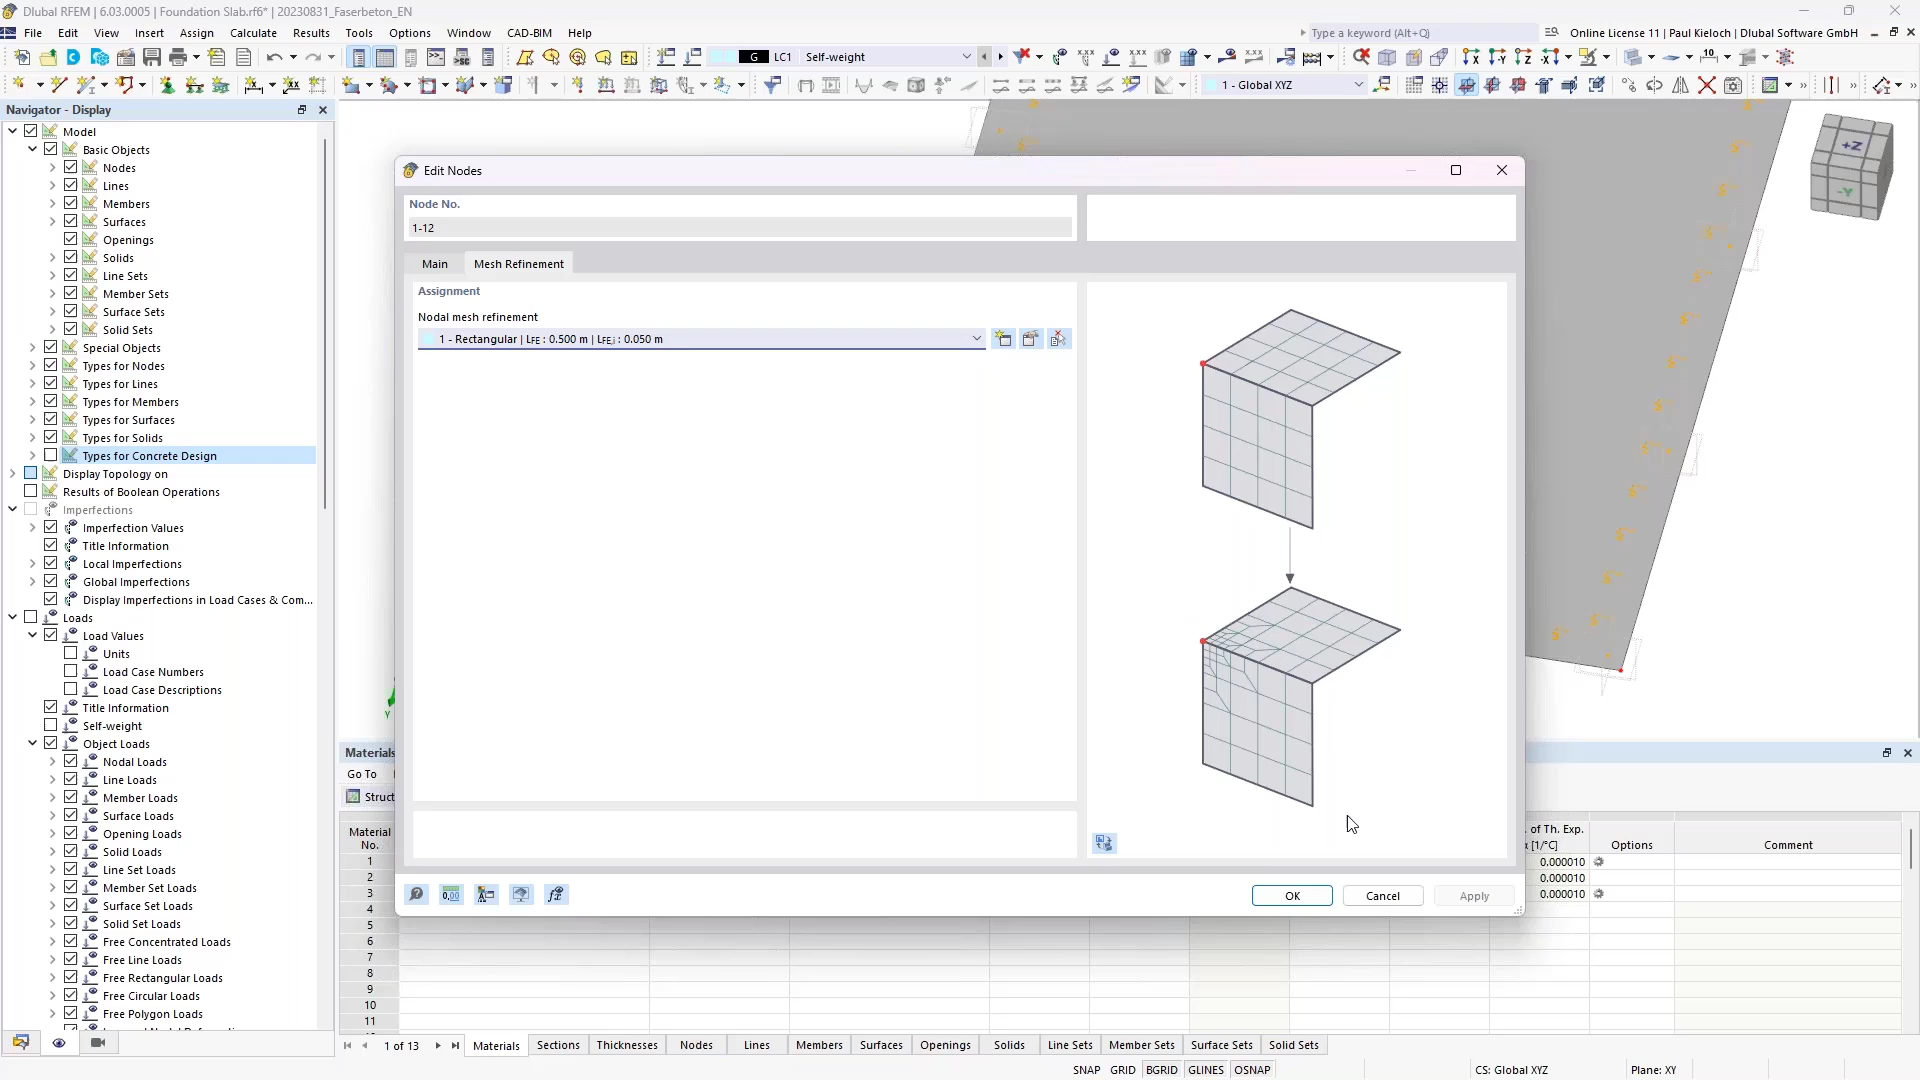 Dlubal RFEM | 6.03.0005 | Foundation Slab.rf6* | 20230831_Faserbeton_EN
File Edit View Insert Assign Calculate Results Tools Options Window CAD-BIM Help
Type a keyword (Alt+Q)
Online License 11 | Paul Kieloch | Dlubal Software GmbH
G LC1 Self-weight
1 - Global XYZ
Navigator - Display
Model
Basic Objects
Nodes
Lines
Members
Surfaces
Openings
Solids
Line Sets
Member Sets
Surface Sets
Solid Sets
Special Objects
Types for Nodes
Types for Lines
Types for Members
Types for Surfaces
Types for Solids
Types for Concrete Design
Display Topology on
Results of Boolean Operations
Imperfections
Imperfection Values
Title Information
Local Imperfections
Global Imperfections
Display Imperfections in Load Cases & Com...
Loads
Load Values
Units
Load Case Numbers
Load Case Descriptions
Title Information
Self-weight
Object Loads
Nodal Loads
Line Loads
Member Loads
Surface Loads
Opening Loads
Solid Loads
Line Set Loads
Member Set Loads
Surface Set Loads
Solid Set Loads
Free Concentrated Loads
Free Line Loads
Free Rectangular Loads
Free Circular Loads
Free Polygon Loads
+Z
-Y
Y
Edit Nodes
Node No.
1-12
Main Mesh Refinement
Assignment
Nodal mesh refinement
1 - Rectangular | LFE : 0.500 m | LFE,i : 0.050 m
OK Cancel Apply
Materials
Go To
Struct
Material
No.
of Th. Exp.
[1/°C]
Options
Comment
1 0.000010
2 0.000010
3 0.000010
4
5
6
7
8
9
10
11
1 of 13
Materials Sections Thicknesses Nodes Lines Members Surfaces Openings Solids Line Sets Member Sets Surface Sets Solid Sets
SNAP GRID BGRID GLINES OSNAP
CS: Global XYZ
Plane: XY